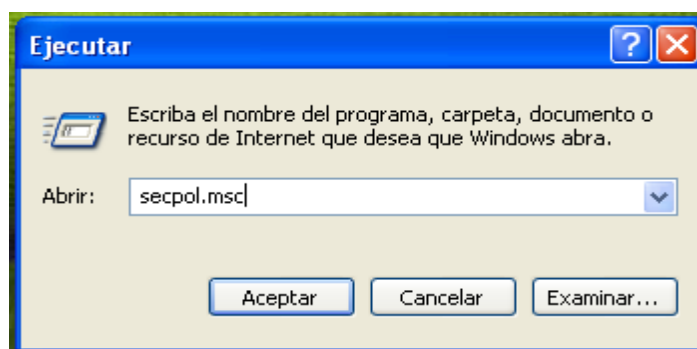 Ejecutar
Escriba el nombre del programa, carpeta, documento o
recurso de Internet que desea que Windows abra.
Abrir:
secpol.msc
Aceptar
Cancelar
Examinar...